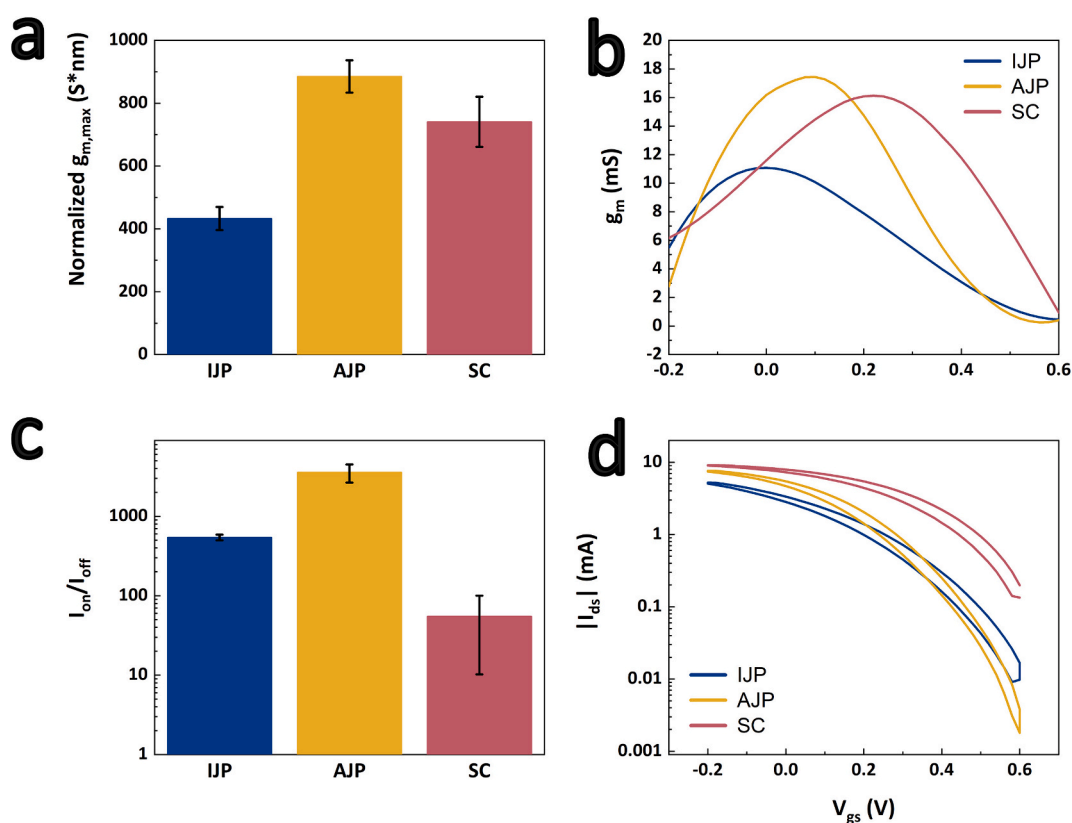 a
Normalized gm,max (S*nm)
1000
800
600
400
200
0
IJP AJP SC
b
gm (mS)
20
18
16
14
12
10
8
6
4
2
0
-2
-0.2 0.0 0.2 0.4 0.6
IJP
AJP
SC
c
Ion/Ioff
1000
100
10
1
IJP AJP SC
d
|Ids| (mA)
10
1
0.1
0.01
0.001
IJP
AJP
SC
-0.2 0.0 0.2 0.4 0.6
Vgs (V)